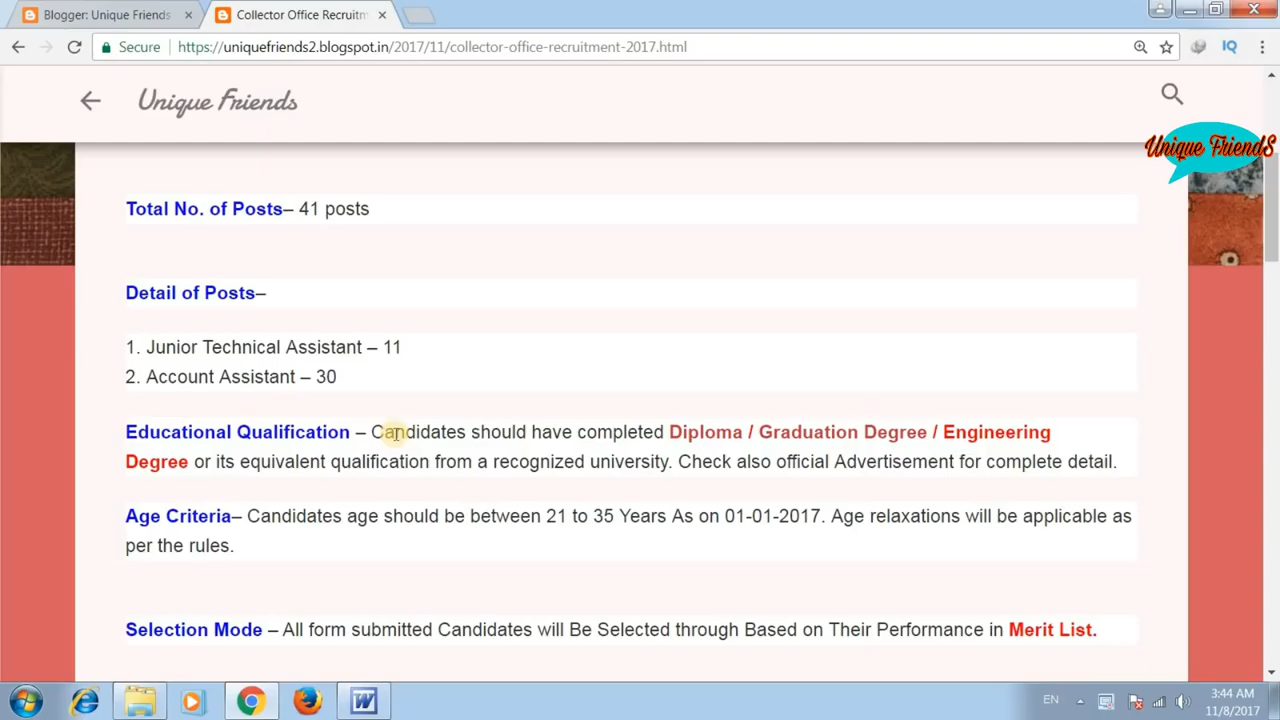 Blogger: Unique Friends
Collector Office Recruitm
Secure
https://uniquefriends2.blogspot.in/2017/11/collector-office-recruitment-2017.html
IQ
Unique Friends
Unique FriendS
Total No. of Posts– 41 posts
Detail of Posts–
1. Junior Technical Assistant – 11
2. Account Assistant – 30
Educational Qualification – Candidates should have completed Diploma / Graduation Degree / Engineering
Degree or its equivalent qualification from a recognized university. Check also official Advertisement for complete detail.
Age Criteria– Candidates age should be between 21 to 35 Years As on 01-01-2017. Age relaxations will be applicable as
per the rules.
Selection Mode – All form submitted Candidates will Be Selected through Based on Their Performance in Merit List.
EN
3:44 AM
11/8/2017